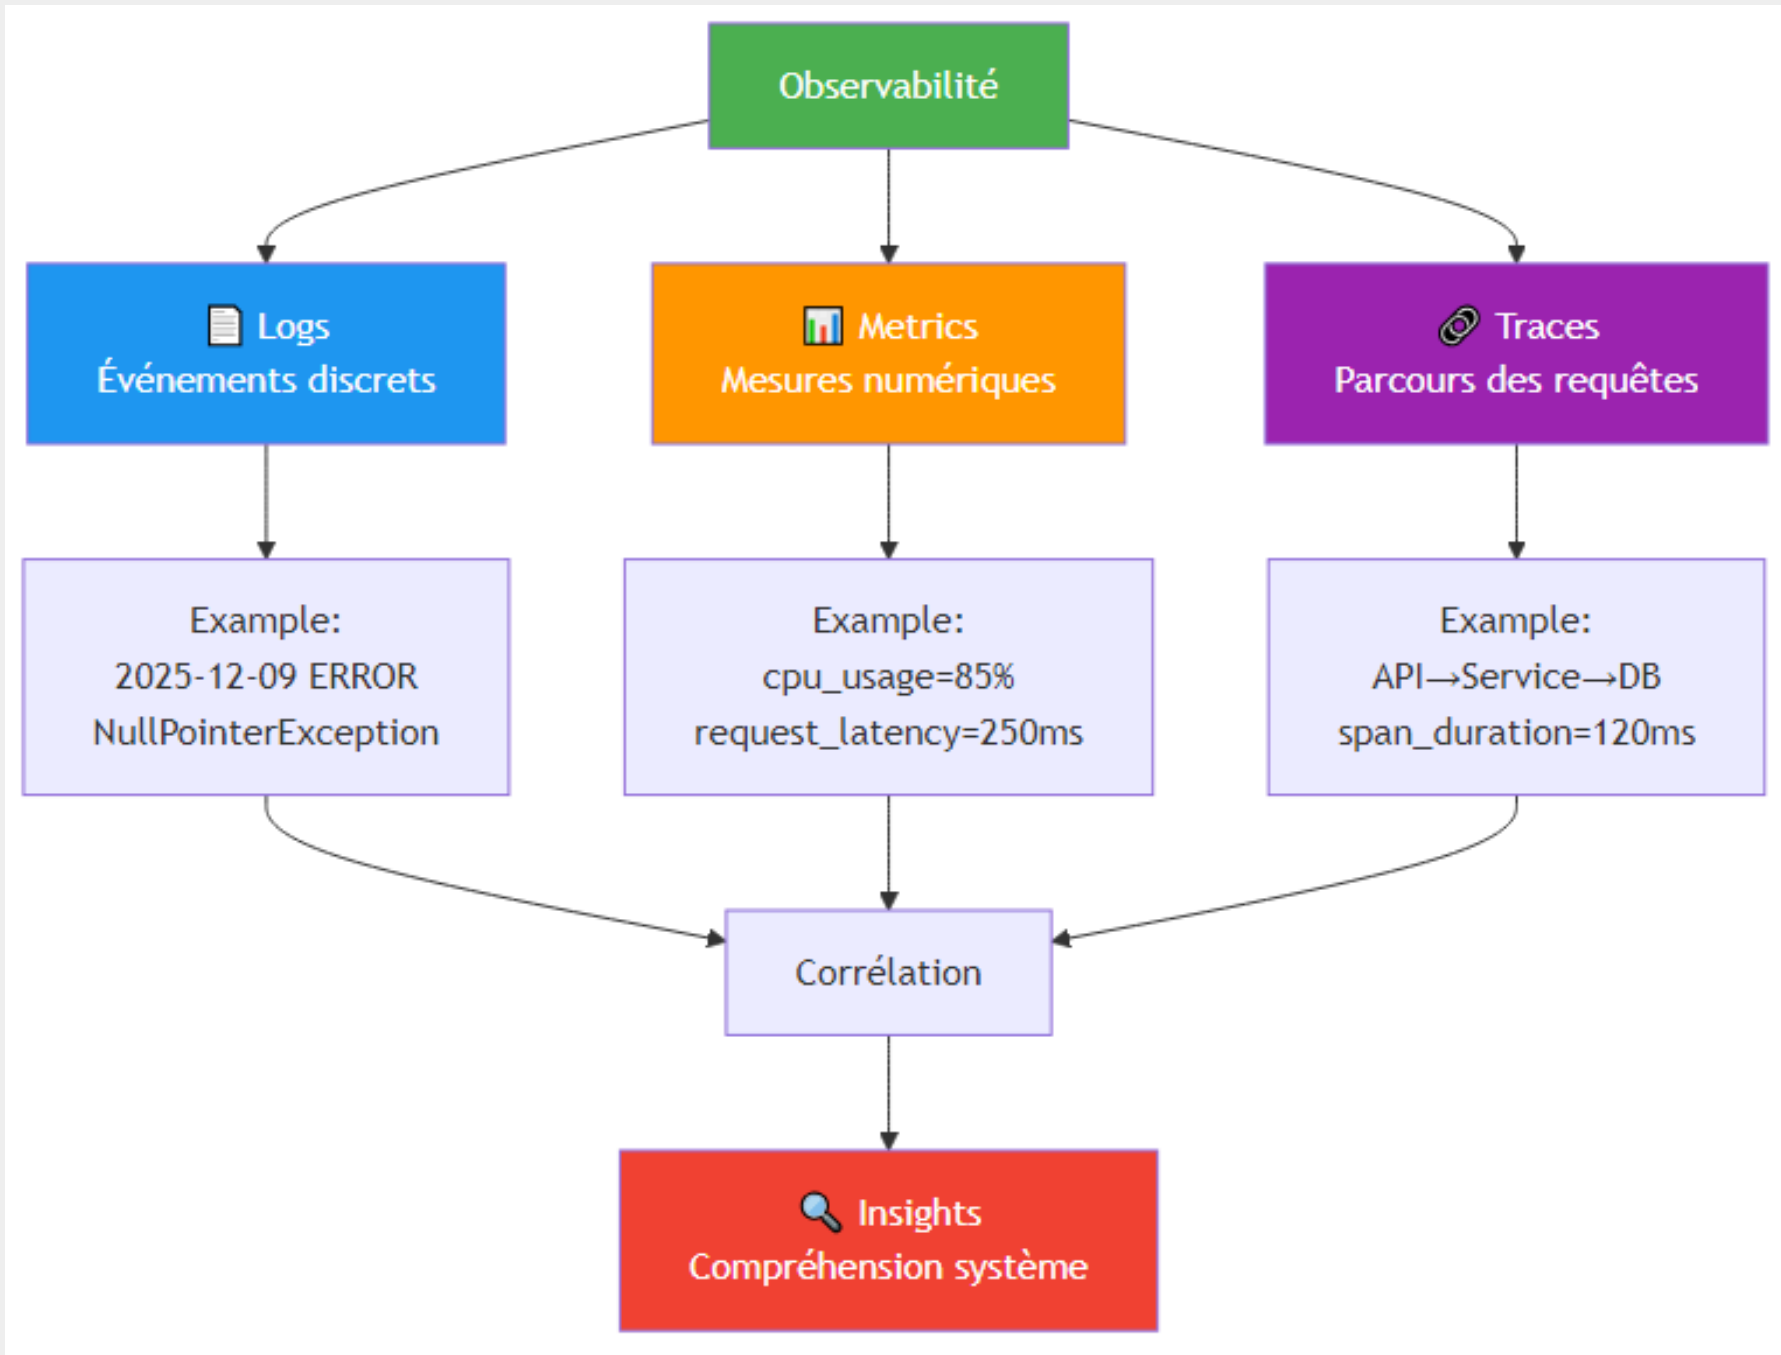 Observabilité
Logs
Événements discrets
Metrics
Mesures numériques
Traces
Parcours des requêtes
Example:
2025-12-09 ERROR
NullPointerException
Example:
cpu_usage=85%
request_latency=250ms
Example:
API→Service→DB
span_duration=120ms
Corrélation
Insights
Compréhension système